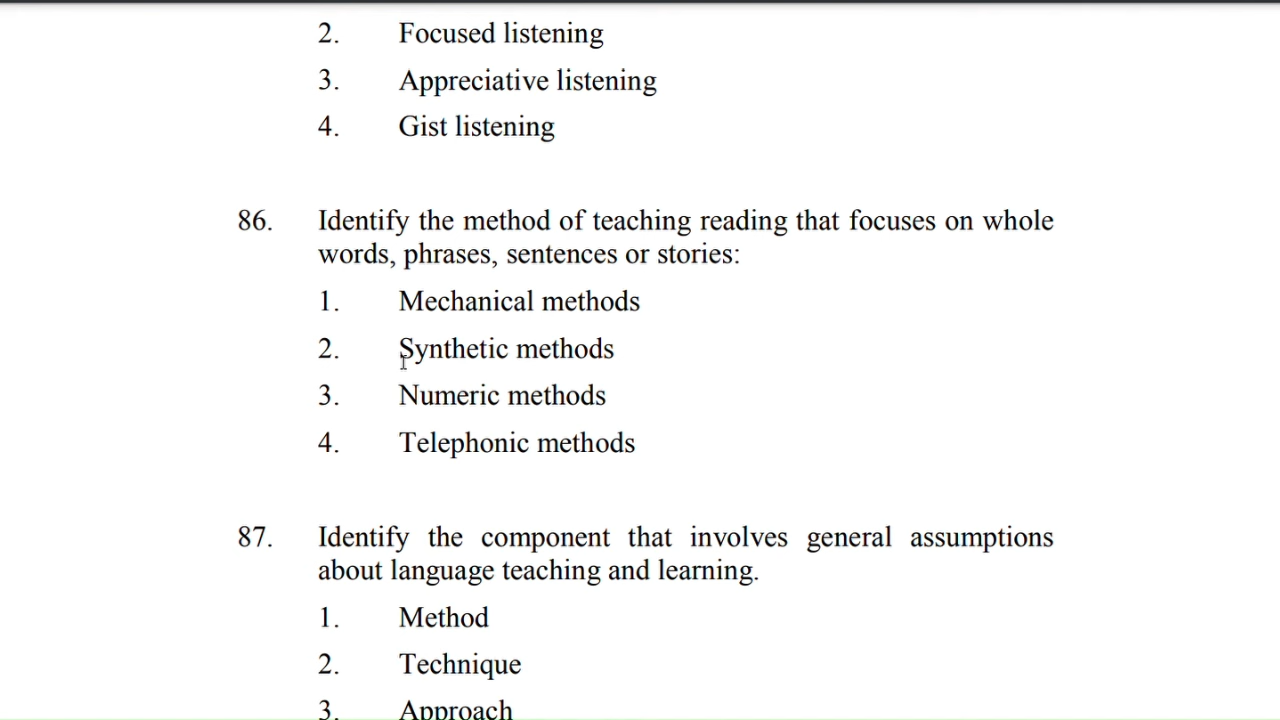 2. Focused listening
3. Appreciative listening
4. Gist listening
86. Identify the method of teaching reading that focuses on whole
words, phrases, sentences or stories:
1. Mechanical methods
2. Synthetic methods
3. Numeric methods
4. Telephonic methods
87. Identify the component that involves general assumptions
about language teaching and learning.
1. Method
2. Technique
3. Approach